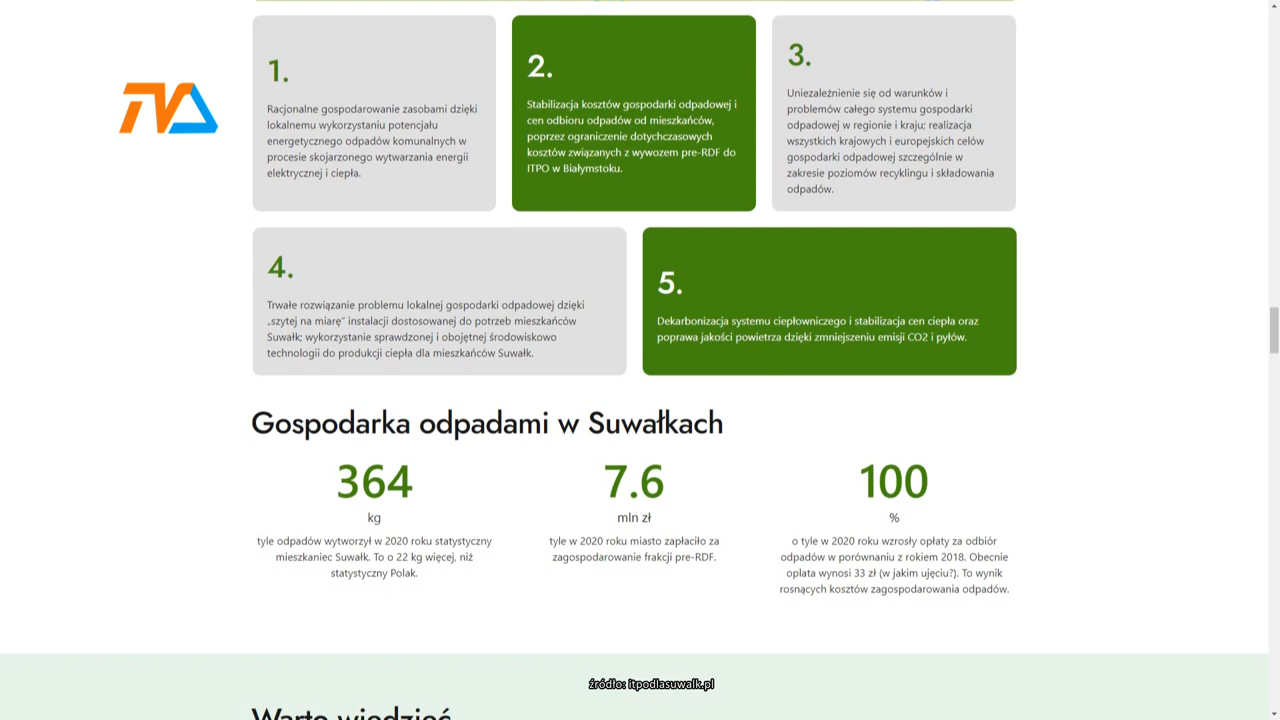 1.
Racjonalne gospodarowanie zasobami dzięki
lokalnemu wykorzystaniu potencjału
energetycznego odpadów komunalnych w
procesie skojarzonego wytwarzania energii
elektrycznej i ciepła.
2.
Stabilizacja kosztów gospodarki odpadowej i
cen odbioru odpadów od mieszkańców,
poprzez ograniczenie dotychczasowych
kosztów związanych z wywozem pre-RDF do
ITPO w Białymstoku.
3.
Uniezależnienie się od warunków i
problemów całego systemu gospodarki
odpadowej w regionie i kraju; realizacja
wszystkich krajowych i europejskich celów
gospodarki odpadowej szczególnie w
zakresie poziomów recyklingu i składowania
odpadów.
4.
Trwałe rozwiązanie problemu lokalnej gospodarki odpadowej dzięki
„szytej na miarę” instalacji dostosowanej do potrzeb mieszkańców
Suwałk; wykorzystanie sprawdzonej i obojętnej środowiskowo
technologii do produkcji ciepła dla mieszkańców Suwałk.
5.
Dekarbonizacja systemu ciepłowniczego i stabilizacja cen ciepła oraz
poprawa jakości powietrza dzięki zmniejszeniu emisji CO2 i pyłów.
Gospodarka odpadami w Suwałkach
364
kg
tyle odpadów wytworzył w 2020 roku statystyczny
mieszkaniec Suwałk. To o 22 kg więcej, niż
statystyczny Polak.
7.6
mln zł
tyle w 2020 roku miasto zapłaciło za
zagospodarowanie frakcji pre-RDF.
100
%
o tyle w 2020 roku wzrosły opłaty za odbiór
odpadów w porównaniu z rokiem 2018. Obecnie
opłata wynosi 33 zł (w jakim ujęciu?). To wynik
rosnących kosztów zagospodarowania odpadów.
źródło: itpodlasuwalk.pl
Warto wiedzieć